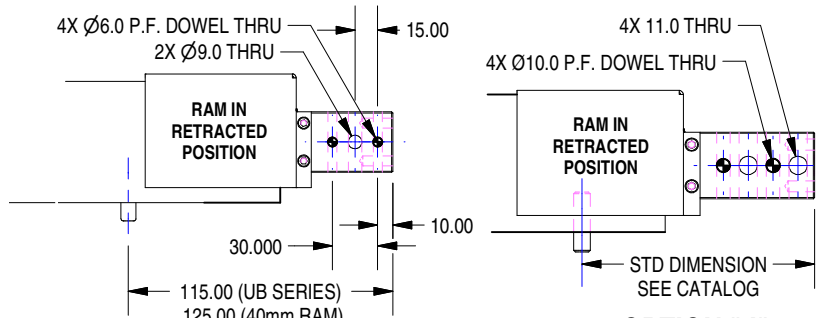 4X Ø6.0 P.F. DOWEL THRU
2X Ø9.0 THRU
15.00
RAM IN
RETRACTED
POSITION
10.00
30.000
115.00 (UB SERIES)
125.00 (40mm RAM)
4X 11.0 THRU
4X Ø10.0 P.F. DOWEL THRU
RAM IN
RETRACTED
POSITION
STD DIMENSION
SEE CATALOG